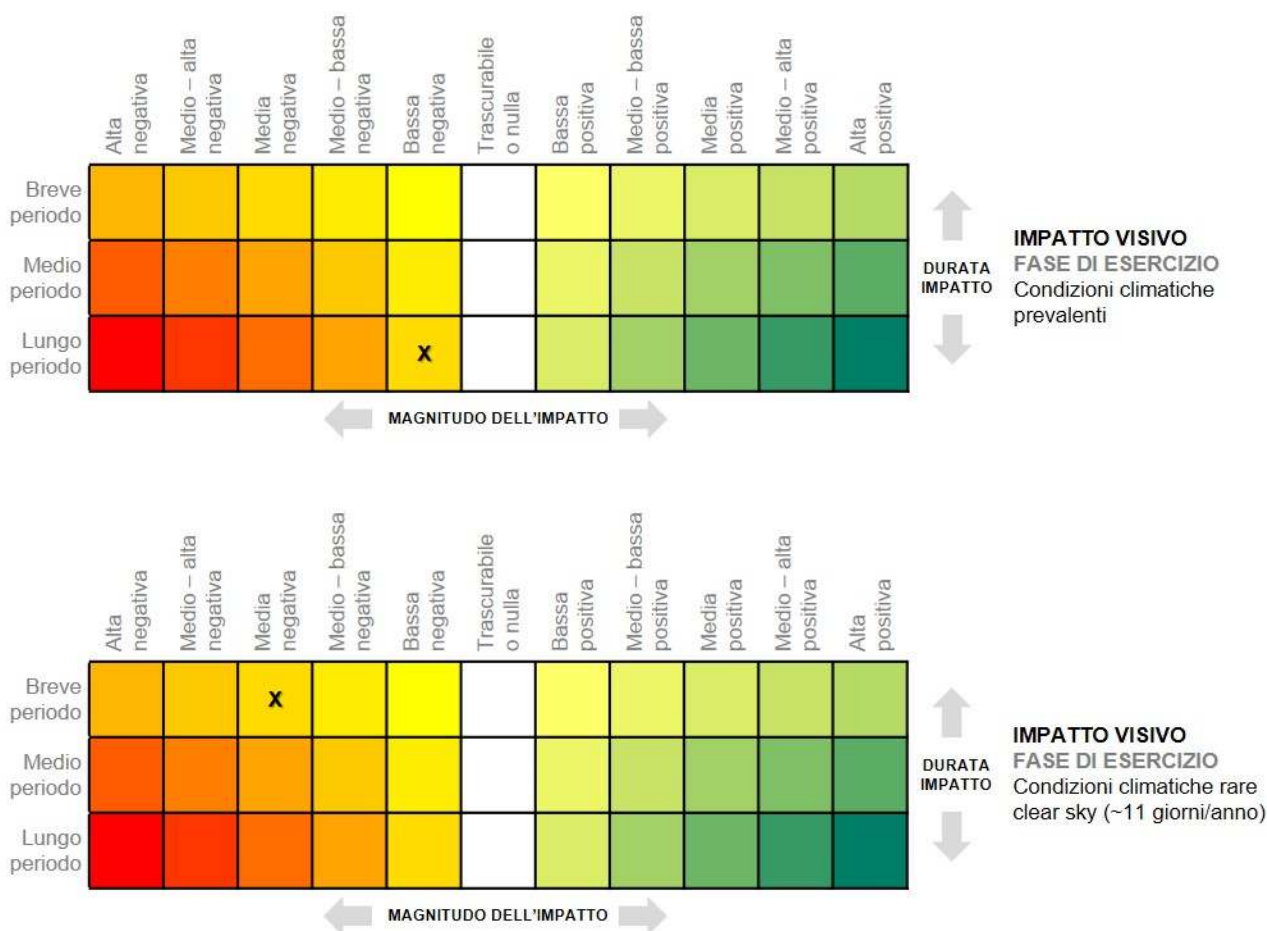 Alta
negativa
Medio – alta
negativa
Media
negativa
Medio – bassa
negativa
Bassa
negativa
Trascurabile
o nulla
Bassa
positiva
Medio – bassa
positiva
Media
positiva
Medio – alta
positiva
Alta
positiva
Breve
periodo
Medio
periodo
Lungo
periodo
X
DURATA
IMPATTO
IMPATTO VISIVO
FASE DI ESERCIZIO
Condizioni climatiche
prevalenti
MAGNITUDO DELL'IMPATTO
Alta
negativa
Medio – alta
negativa
Media
negativa
Medio – bassa
negativa
Bassa
negativa
Trascurabile
o nulla
Bassa
positiva
Medio – bassa
positiva
Media
positiva
Medio – alta
positiva
Alta
positiva
Breve
periodo
X
Medio
periodo
Lungo
periodo
DURATA
IMPATTO
IMPATTO VISIVO
FASE DI ESERCIZIO
Condizioni climatiche rare
clear sky (~11 giorni/anno)
MAGNITUDO DELL'IMPATTO